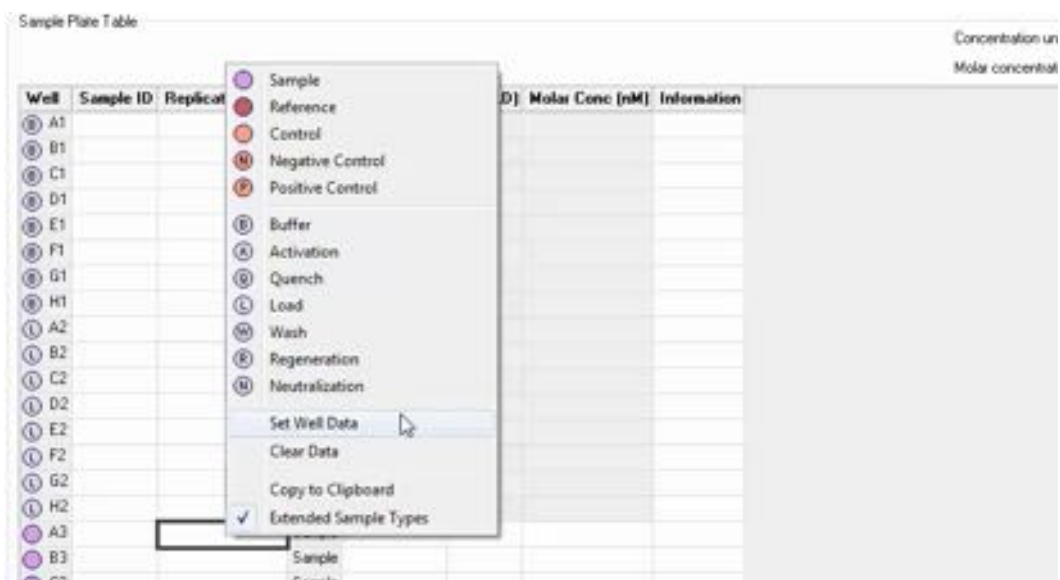 Sample Plate Table
Concentration un
Molar concentrat
Well Sample ID Replicat D) Molar Conc (nM) Information
B A1
B B1
B C1
B D1
B E1
B F1
B G1
B H1
L A2
L B2
L C2
L D2
L E2
L F2
L G2
L H2
A3
B3 Sample
Sample
Reference
Control
N Negative Control
P Positive Control
B Buffer
A Activation
Q Quench
L Load
W Wash
R Regeneration
N Neutralization
Set Well Data
Clear Data
Copy to Clipboard
Extended Sample Types